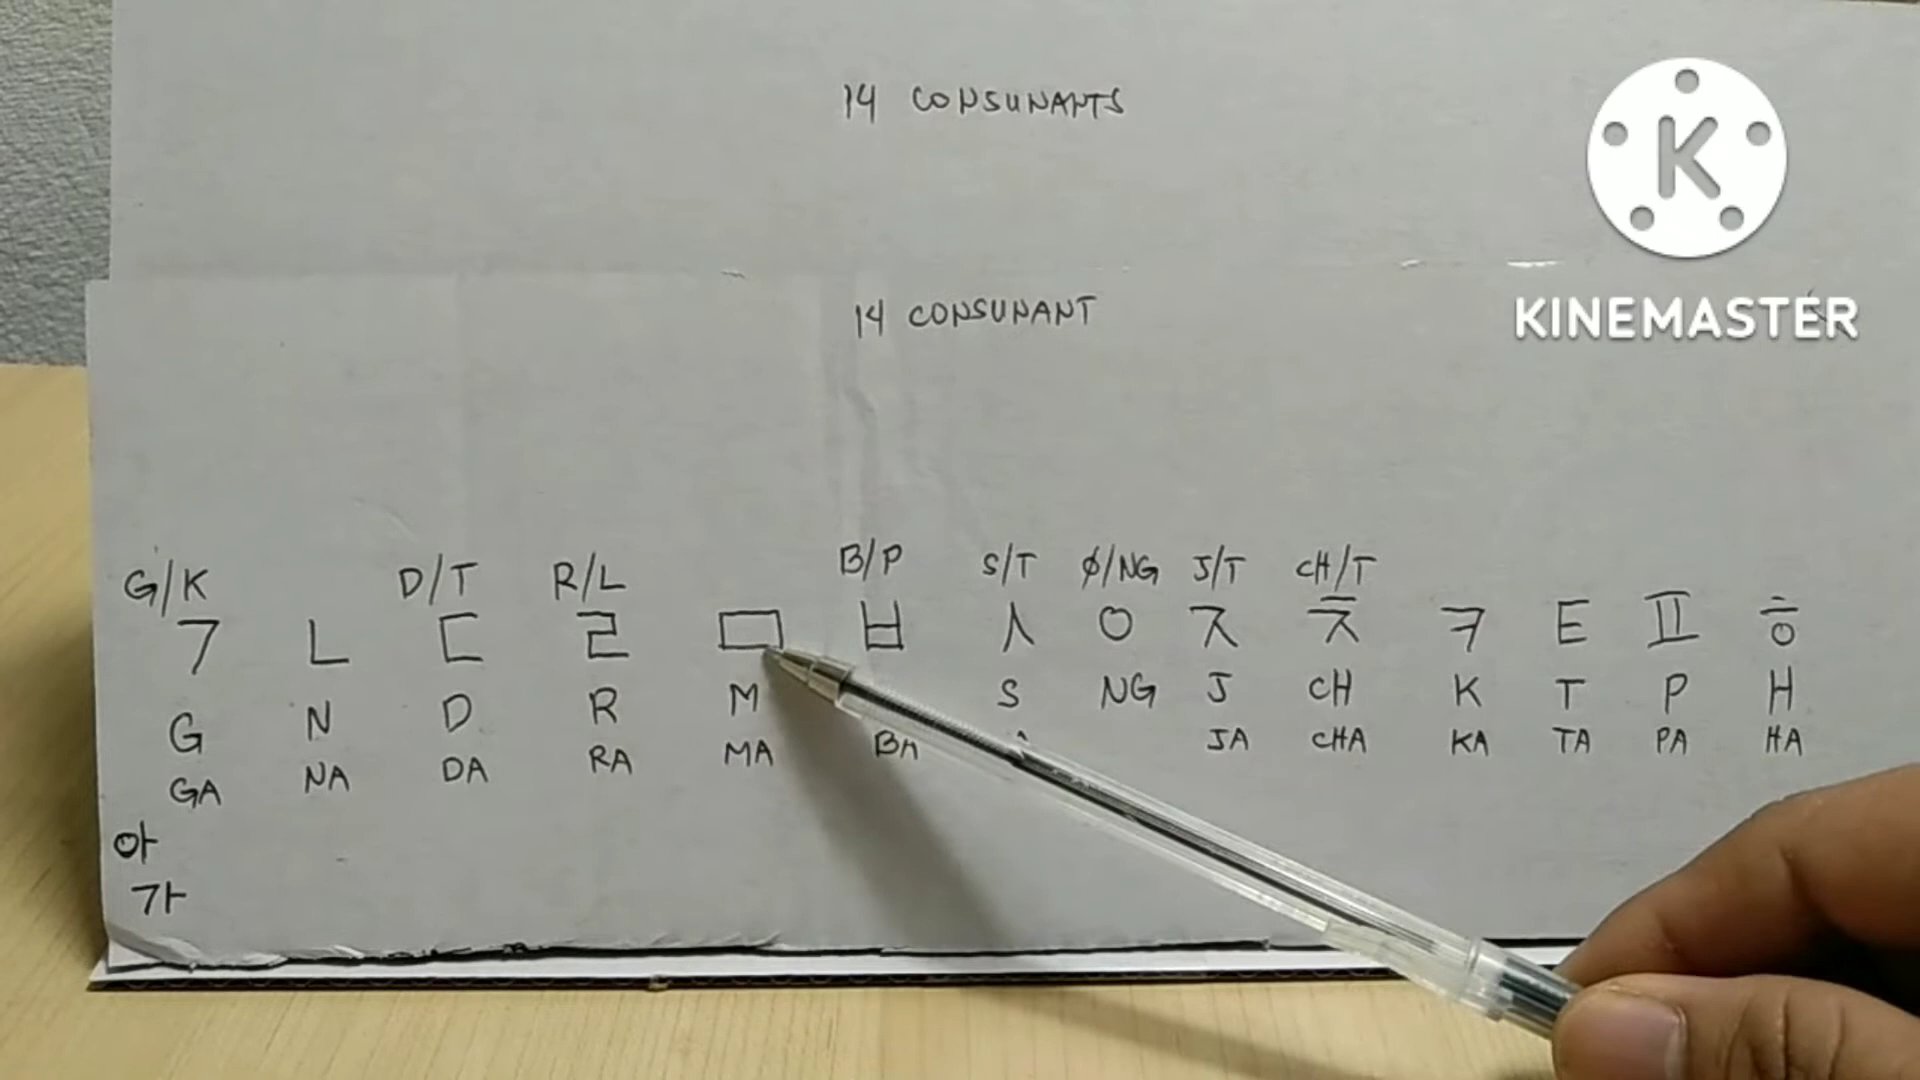 14 CONSUNANTS
KINEMASTER
14 CONSUNANT
G/K D/T R/L B/P S/T ∅/NG J/T CH/T
ㄱ ㄴ ㄷ ㄹ ㅁ ㅂ ㅅ ㅇ ㅈ ㅊ ㅋ ㅌ ㅍ ㅎ
G N D R M S NG J CH K T P H
GA NA DA RA MA BA JA CHA KA TA PA HA
아
가